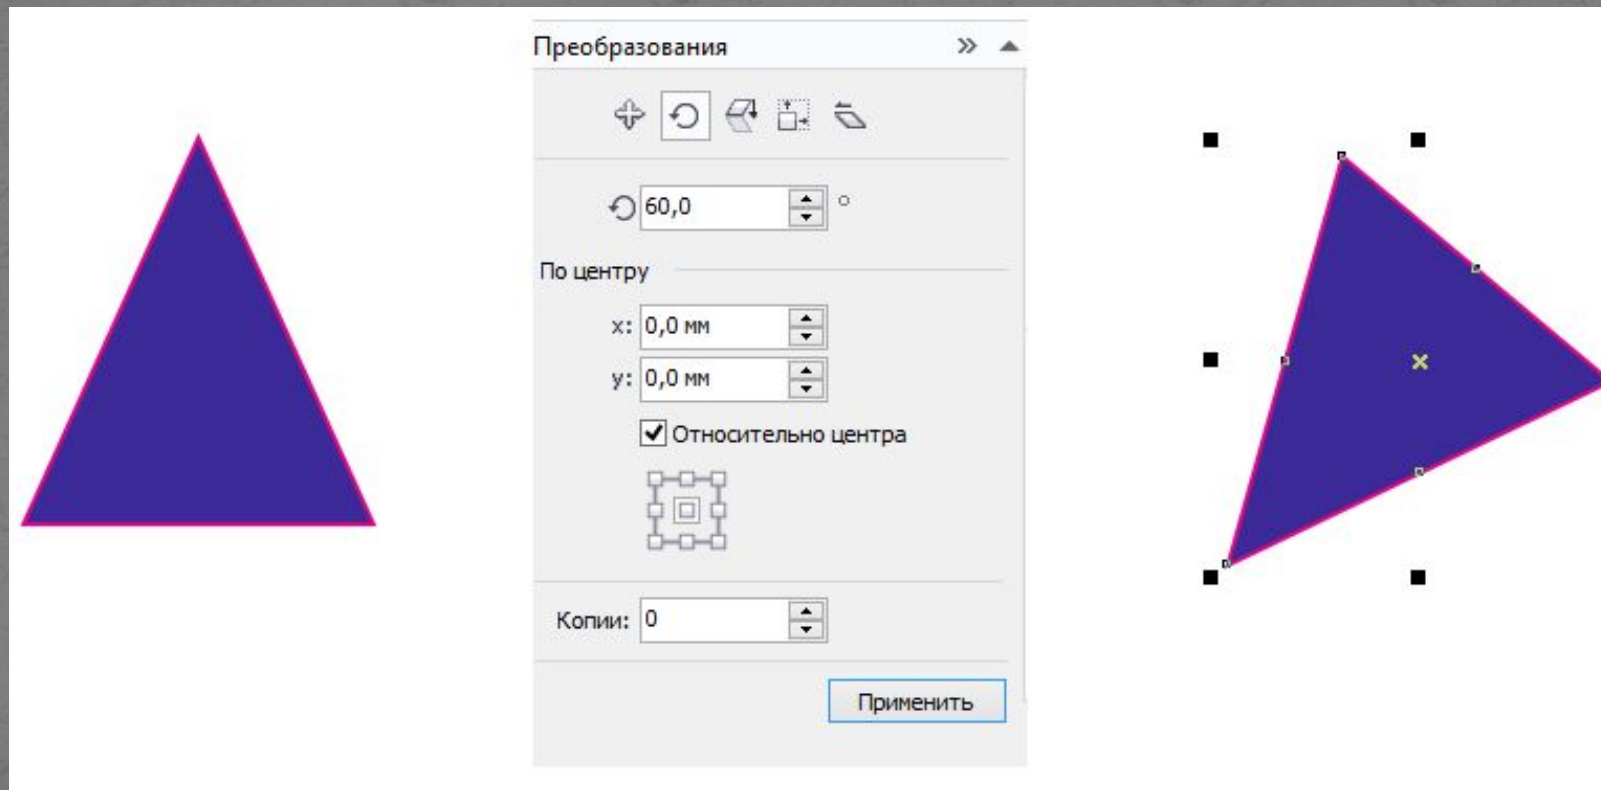 Преобразования
60,0 °
По центру
x: 0,0 мм
y: 0,0 мм
Относительно центра
Копии: 0
Применить